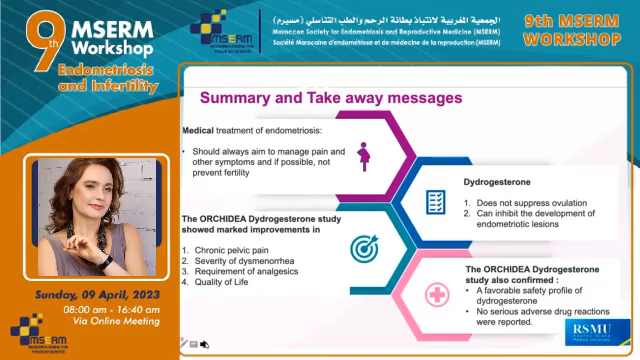 9th
MSERM
Workshop
Endometriosis
and Infertility
MSERM
الجمعية المغربية لانتباذ بطانة الرحم والطب التناسلي (مسيرم)
Moroccan Society for Endometriosis and Reproductive Medicine (MSERM)
Société Marocaine d'endométriose et de médecine de la reproduction (MSERM)
9th MSERM
WORKSHOP
Summary and Take away messages
Medical treatment of endometriosis:
• Should always aim to manage pain and
other symptoms and if possible, not
prevent fertility
Dydrogesterone
1. Does not suppress ovulation
2. Can inhibit the development of
endometriotic lesions
The ORCHIDEA Dydrogesterone study
showed marked improvements in
1. Chronic pelvic pain
2. Severity of dysmenorrhea
3. Requirement of analgesics
4. Quality of Life
The ORCHIDEA Dydrogesterone
study also confirmed :
• A favorable safety profile of
dydrogesterone
• No serious adverse drug reactions
were reported.
Sunday, 09 April, 2023
08:00 am - 16:40 am
Via Online Meeting
MSERM
RSMU